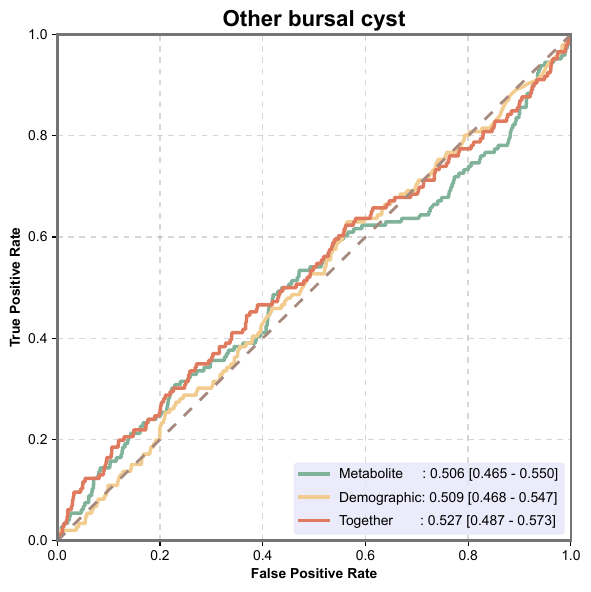 Other bursal cyst
True Positive Rate
1.0
0.8
0.6
0.4
0.2
0.0
Metabolite : 0.506 [0.465 - 0.550]
Demographic: 0.509 [0.468 - 0.547]
Together : 0.527 [0.487 - 0.573]
0.0 0.2 0.4 0.6 0.8 1.0
False Positive Rate